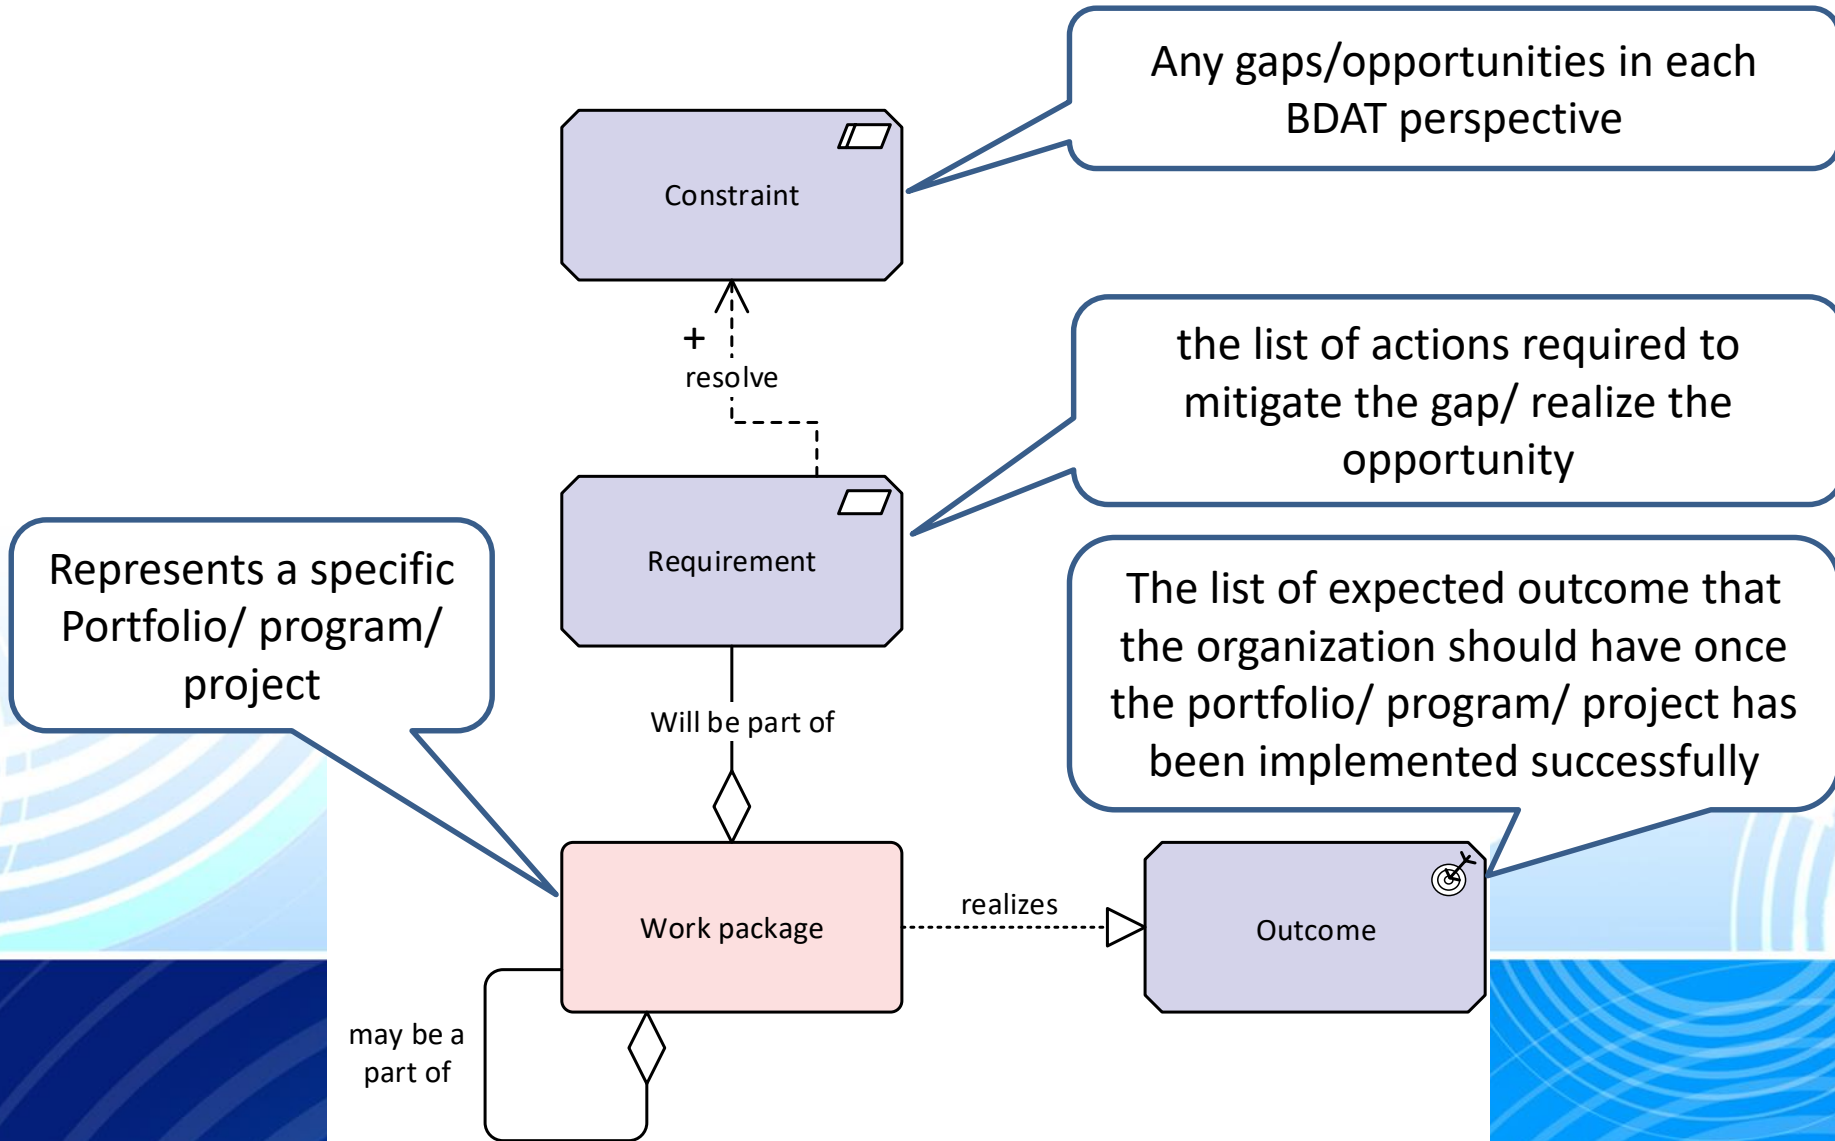 Any gaps/opportunities in each
BDAT perspective
Constraint
+
resolve
the list of actions required to
mitigate the gap/ realize the
opportunity
Requirement
Represents a specific
Portfolio/ program/
project
The list of expected outcome that
the organization should have once
the portfolio/ program/ project has
been implemented successfully
Will be part of
Work package
realizes
Outcome
may be a
part of